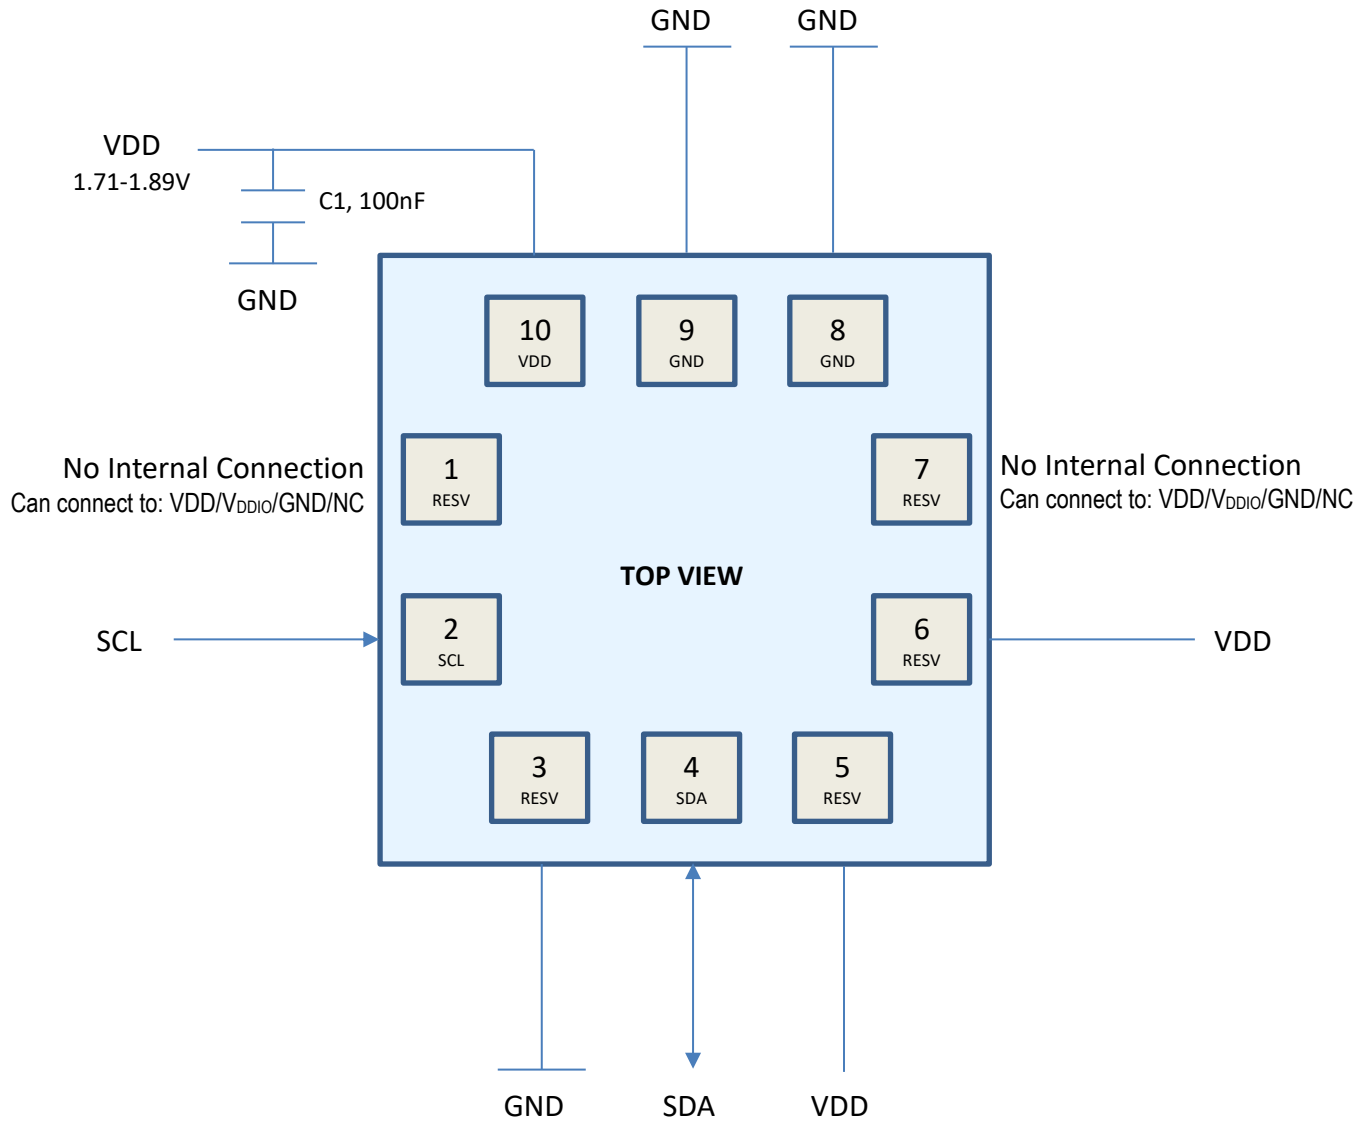 GND
GND
VDD
1.71-1.89V
C1, 100nF
GND
10
VDD
9
GND
8
GND
No Internal Connection
Can connect to: VDD/VDDIO/GND/NC
1
RESV
7
RESV
No Internal Connection
Can connect to: VDD/VDDIO/GND/NC
TOP VIEW
SCL
2
SCL
6
RESV
VDD
3
RESV
4
SDA
5
RESV
GND
SDA
VDD